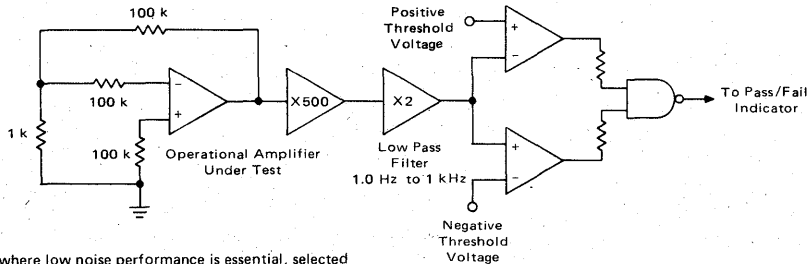 100 k
100 k
1 k
100 k
-
+
Operational Amplifier
Under Test
X500
X2
Low Pass
Filter
1.0 Hz to 1 kHz
Positive
Threshold
Voltage
+
-
+
-
Negative
Threshold
Voltage
To Pass/Fail
Indicator
where low noise performance is essential, selected